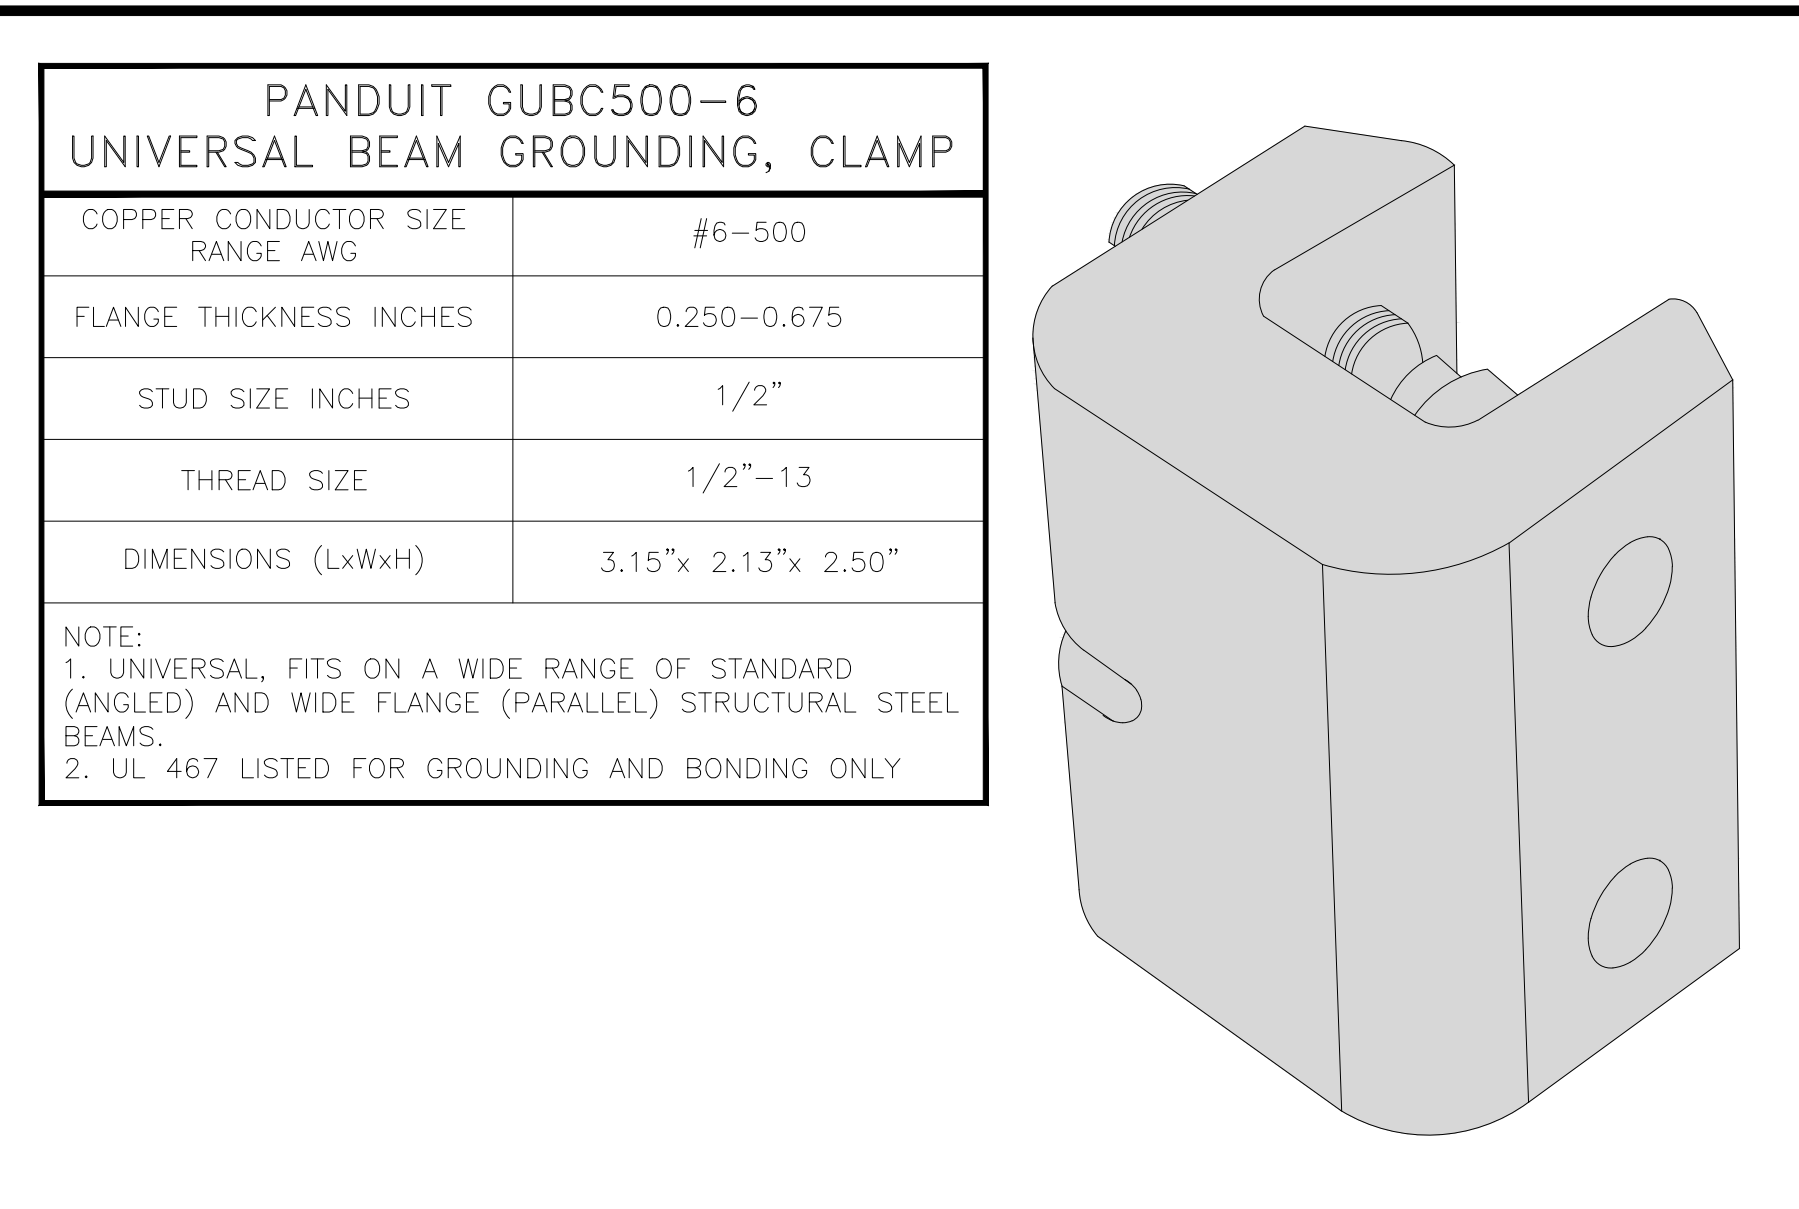 PANDUIT GUBC500-6
UNIVERSAL BEAM GROUNDING, CLAMP
COPPER CONDUCTOR SIZE
RANGE AWG
#6-500
FLANGE THICKNESS INCHES
0.250-0.675
STUD SIZE INCHES
1/2"
THREAD SIZE
1/2"-13
DIMENSIONS (LxWxH)
3.15"x 2.13"x 2.50"
NOTE:
1. UNIVERSAL, FITS ON A WIDE RANGE OF STANDARD
(ANGLED) AND WIDE FLANGE (PARALLEL) STRUCTURAL STEEL
BEAMS.
2. UL 467 LISTED FOR GROUNDING AND BONDING ONLY